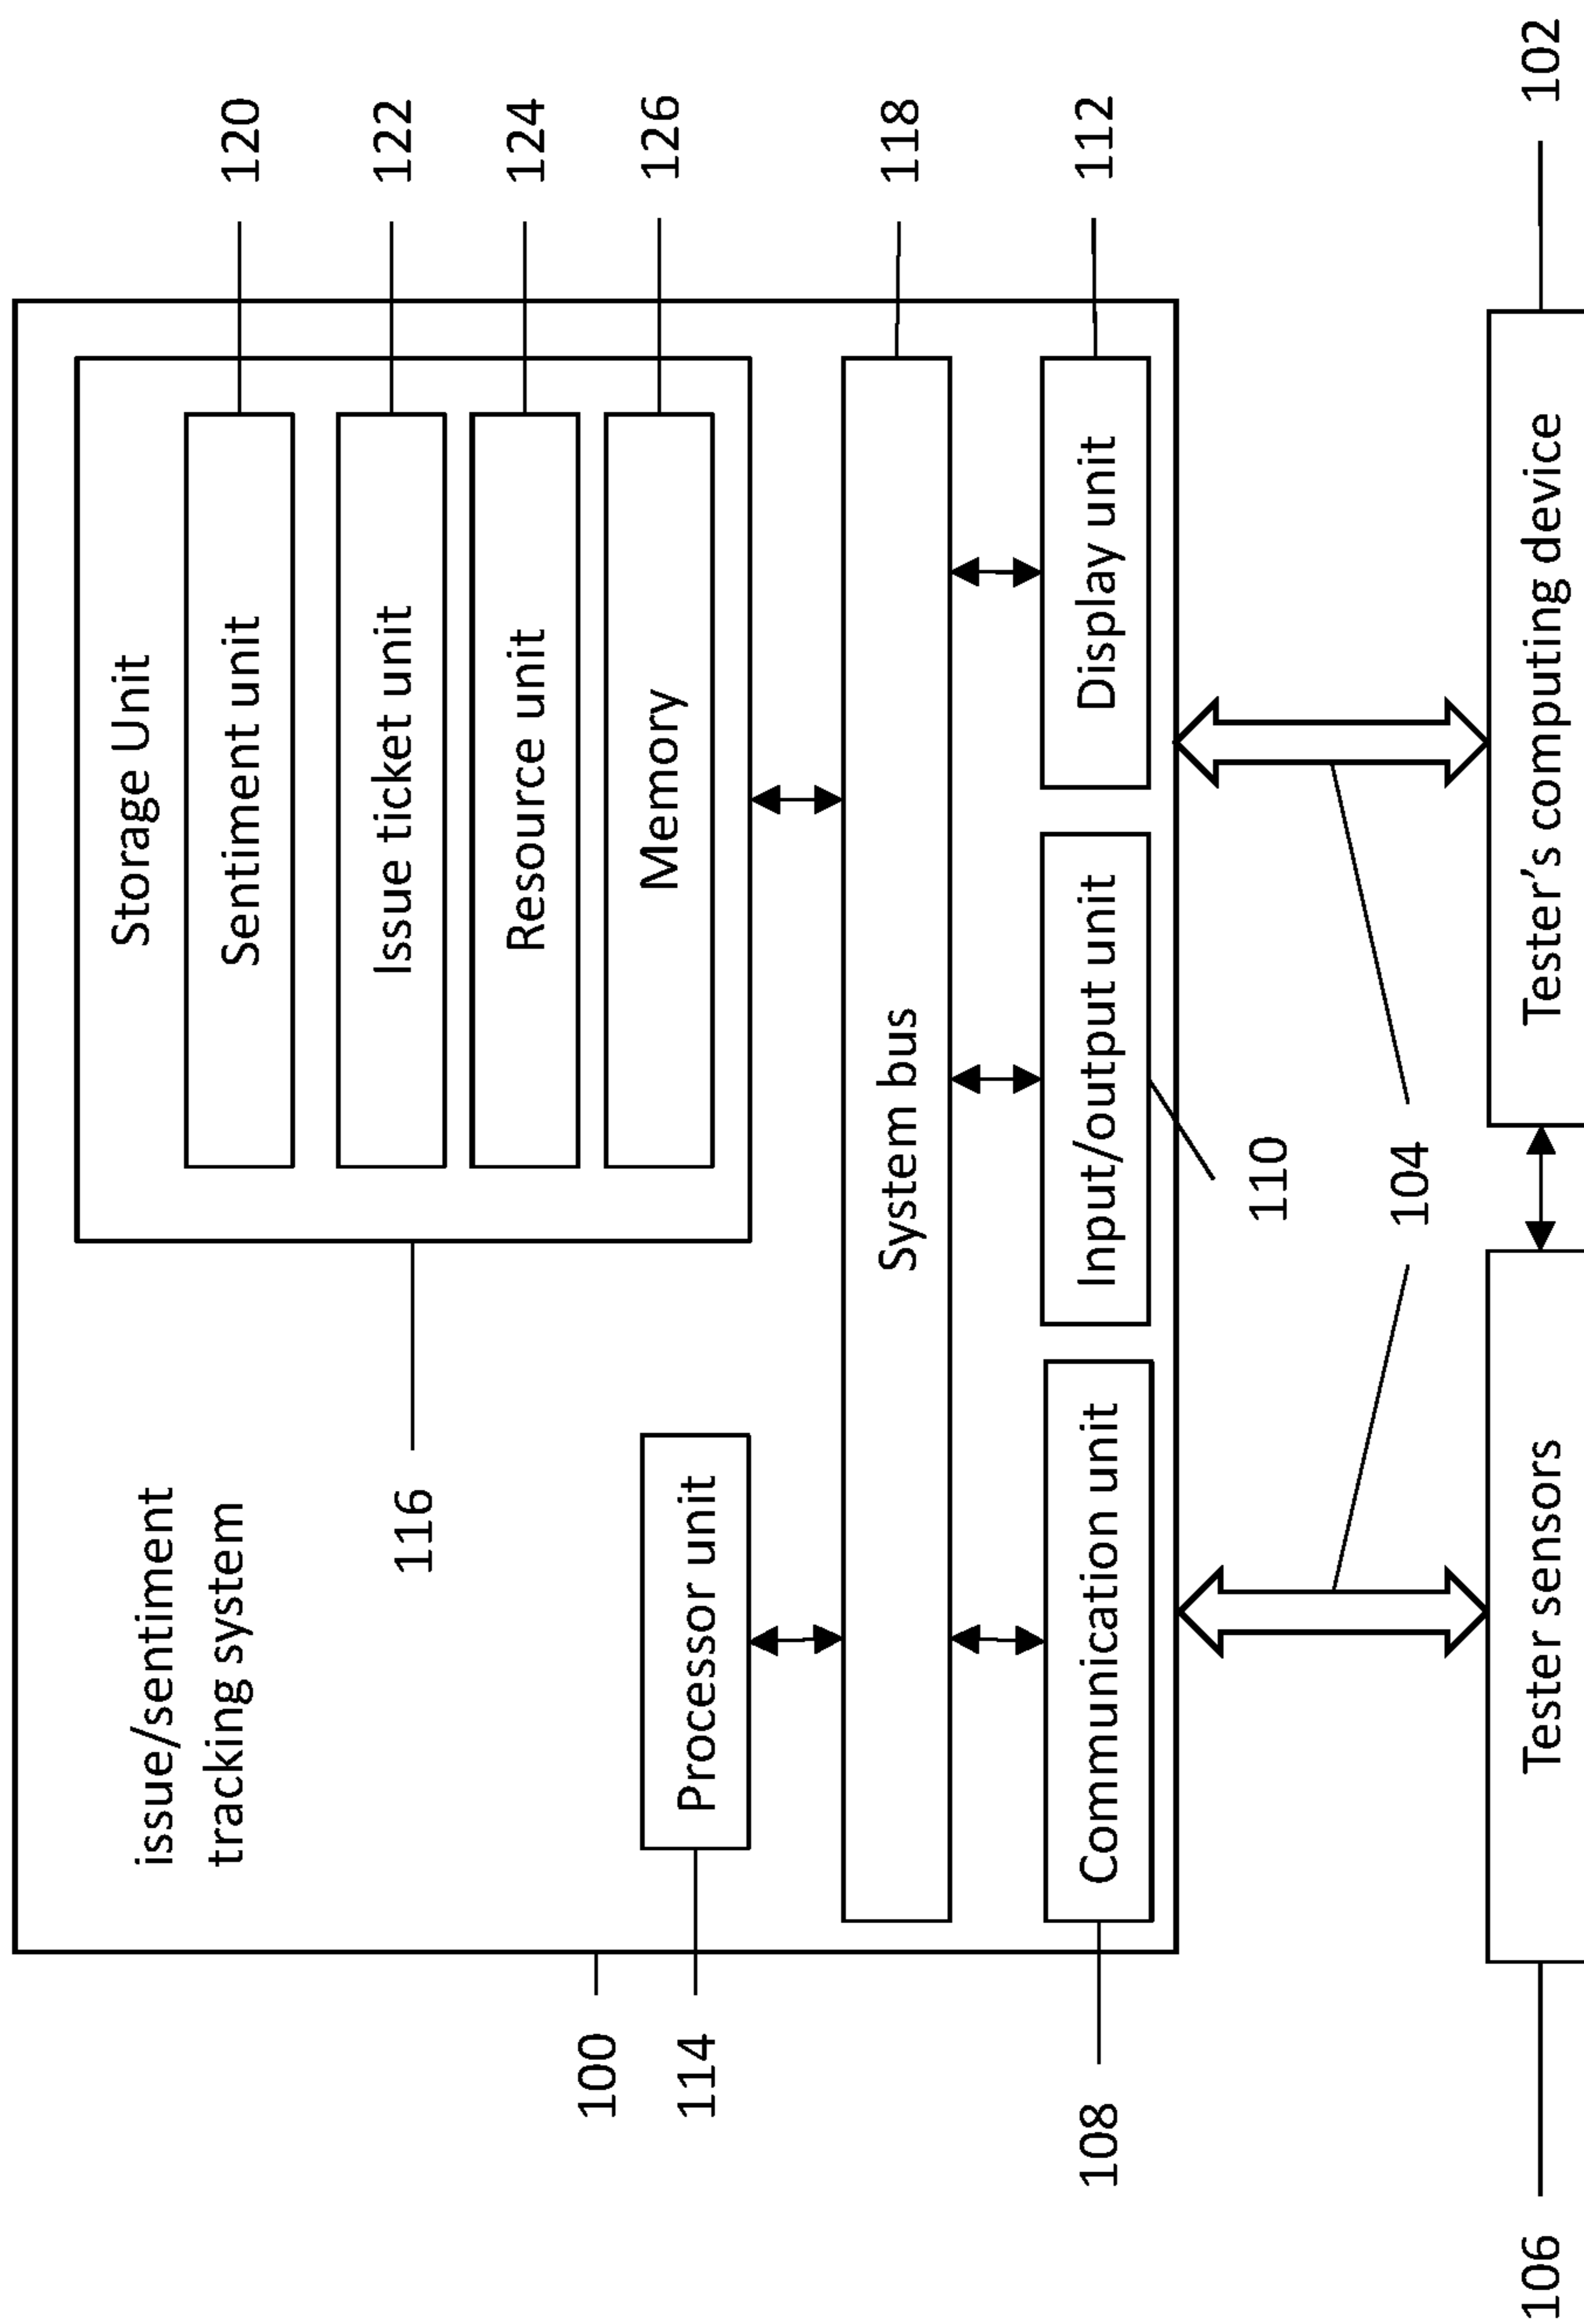 issue/sentiment
tracking system
Storage Unit
Sentiment unit
120
Issue ticket unit
122
116
Resource unit
124
100
Memory
126
Processor unit
114
System bus
118
Communication unit
108
Input/output unit
110
Display unit
112
104
Tester sensors
106
Tester's computing device
102